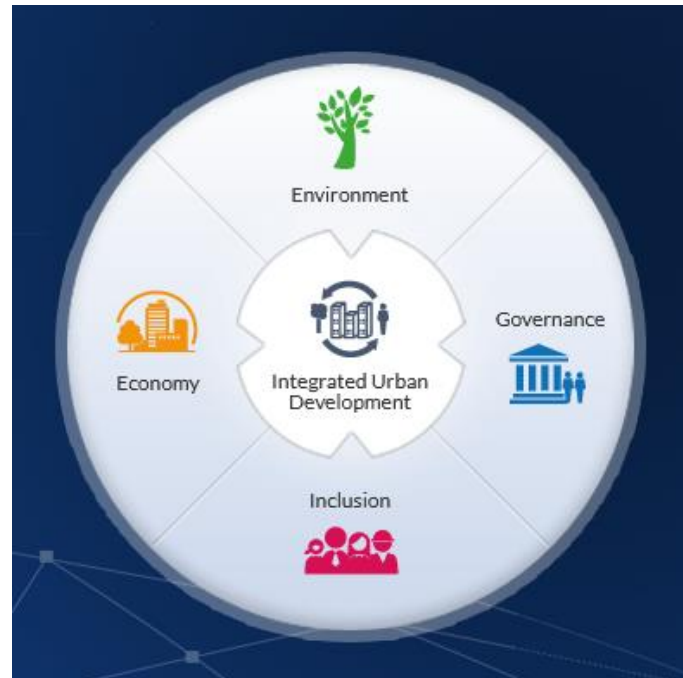 Environment
Governance
Economy
Integrated Urban
Development
Inclusion